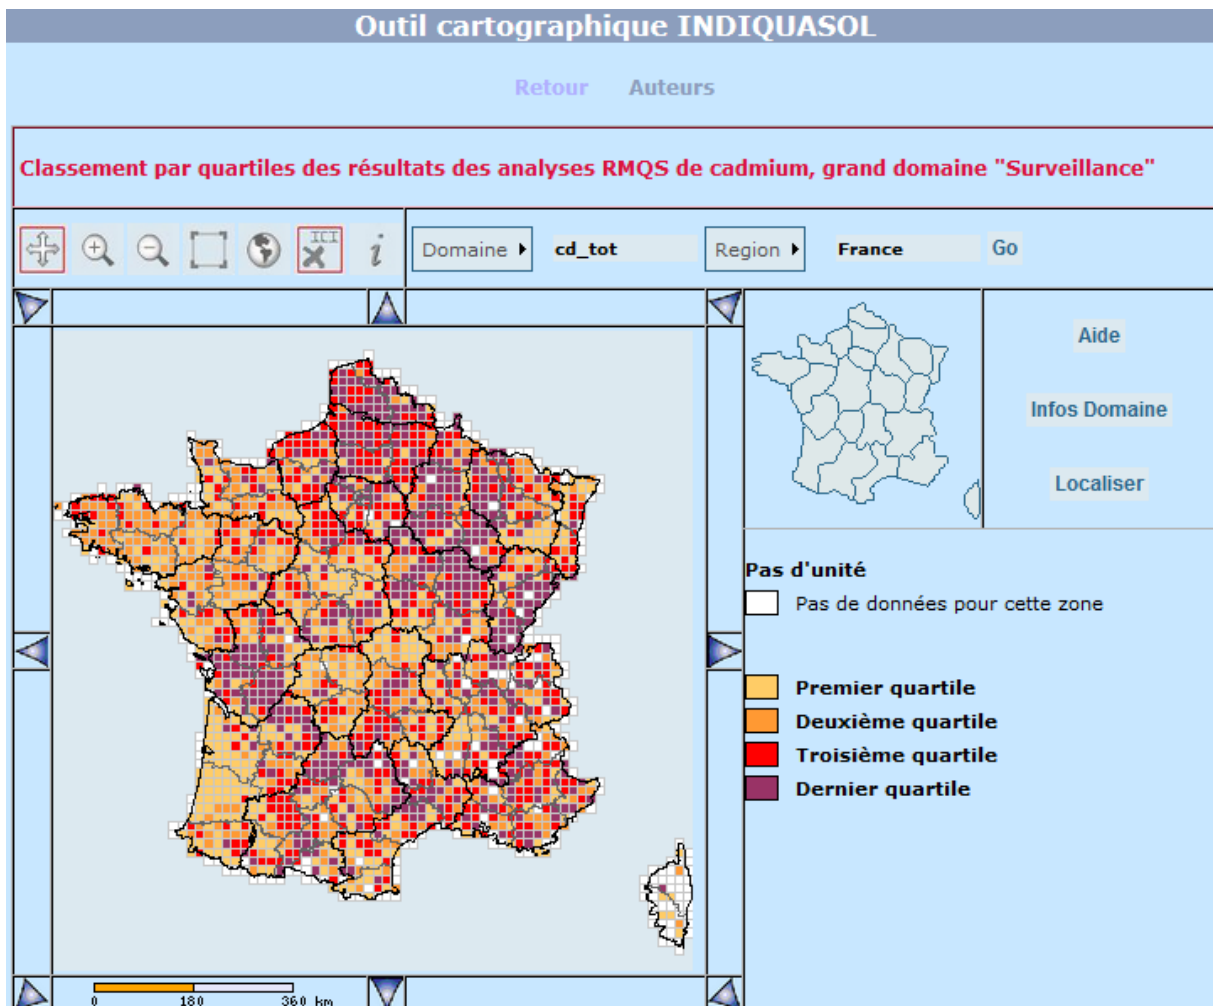 Outil cartographique INDIQUASOL
Retour Auteurs
Classement par quartiles des résultats des analyses RMQS de cadmium, grand domaine "Surveillance"
ICI
i
Domaine cd_tot Region France Go
Aide
Infos Domaine
Localiser
Pas d'unité
Pas de données pour cette zone
Premier quartile
Deuxième quartile
Troisième quartile
Dernier quartile
0 180 360 km